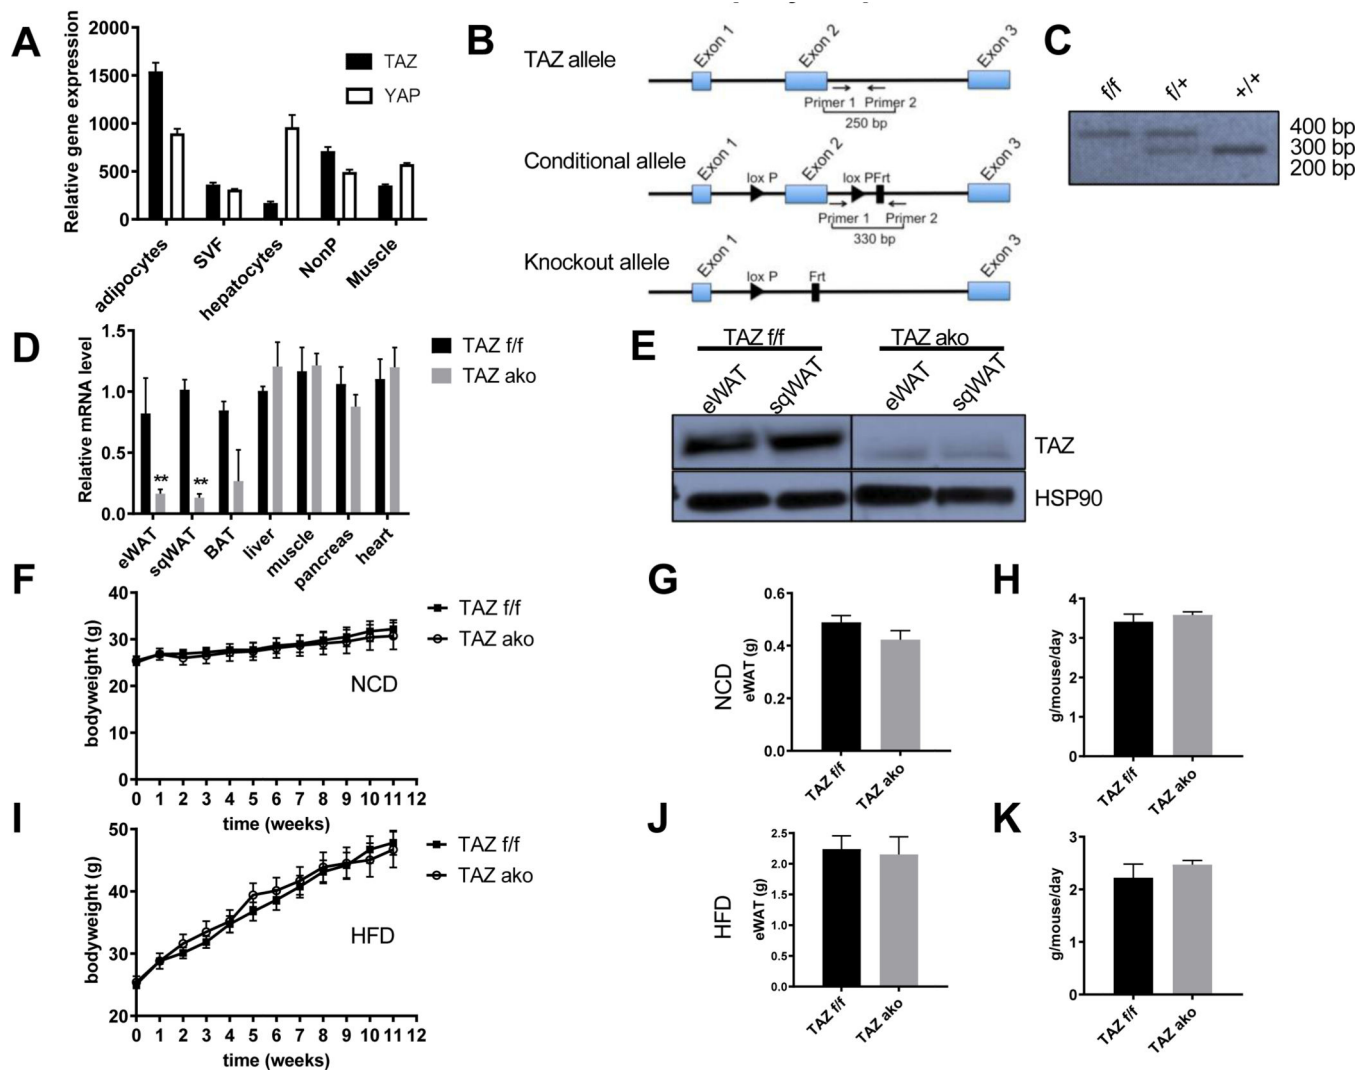 A
Relative gene expression
2000
1500
1000
500
0
TAZ
YAP
adipocytes
SVF
hepatocytes
NonP
Muscle
B
TAZ allele
Exon 1
Exon 2
Exon 3
Primer 1
Primer 2
250 bp
Conditional allele
Exon 1
Exon 2
Exon 3
lox P
lox PFrt
Primer 1
Primer 2
330 bp
Knockout allele
Exon 1
Exon 3
lox P
Frt
C
f/f
f/+
+/+
400 bp
300 bp
200 bp
D
Relative mRNA level
1.5
1.0
0.5
0.0
**
**
TAZ f/f
TAZ ako
eWAT
sqWAT
BAT
liver
muscle
pancreas
heart
E
TAZ f/f
TAZ ako
eWAT
sqWAT
eWAT
sqWAT
TAZ
HSP90
F
bodyweight (g)
40
30
20
10
0
TAZ f/f
TAZ ako
NCD
0 1 2 3 4 5 6 7 8 9 10 11 12
time (weeks)
G
NCD
eWAT (g)
0.6
0.4
0.2
0.0
TAZ f/f
TAZ ako
H
g/mouse/day
4
3
2
1
0
TAZ f/f
TAZ ako
I
bodyweight (g)
50
40
30
20
TAZ f/f
TAZ ako
HFD
0 1 2 3 4 5 6 7 8 9 10 11 12
time (weeks)
J
HFD
eWAT (g)
2.5
2.0
1.5
1.0
0.5
0.0
TAZ f/f
TAZ ako
K
g/mouse/day
3
2
1
0
TAZ f/f
TAZ ako